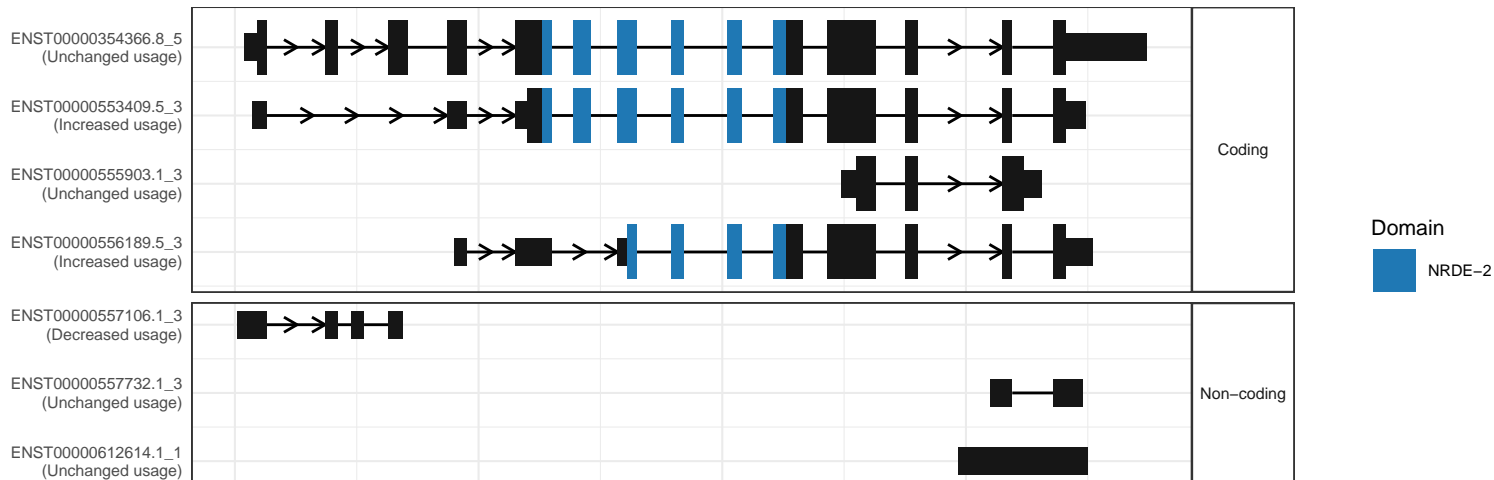 ENST00000354366.8_5
(Unchanged usage)
ENST00000553409.5_3
(Increased usage)
ENST00000555903.1_3
(Unchanged usage)
ENST00000556189.5_3
(Increased usage)
Coding
ENST00000557106.1_3
(Decreased usage)
ENST00000557732.1_3
(Unchanged usage)
ENST00000612614.1_1
(Unchanged usage)
Non−coding
Domain
NRDE−2